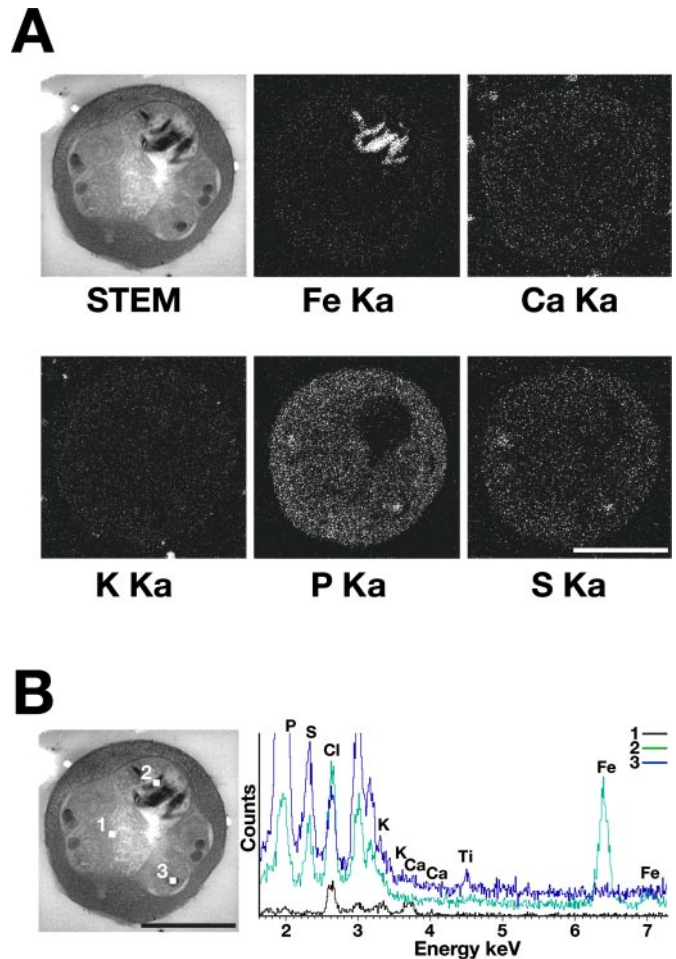 A
STEM
Fe Ka
Ca Ka
K Ka
P Ka
S Ka
B
1
2
3
Counts
P
S
Cl
K
K
Ca
Ca
Ti
Fe
Fe
1
2
3
2 3 4 5 6 7
Energy keV